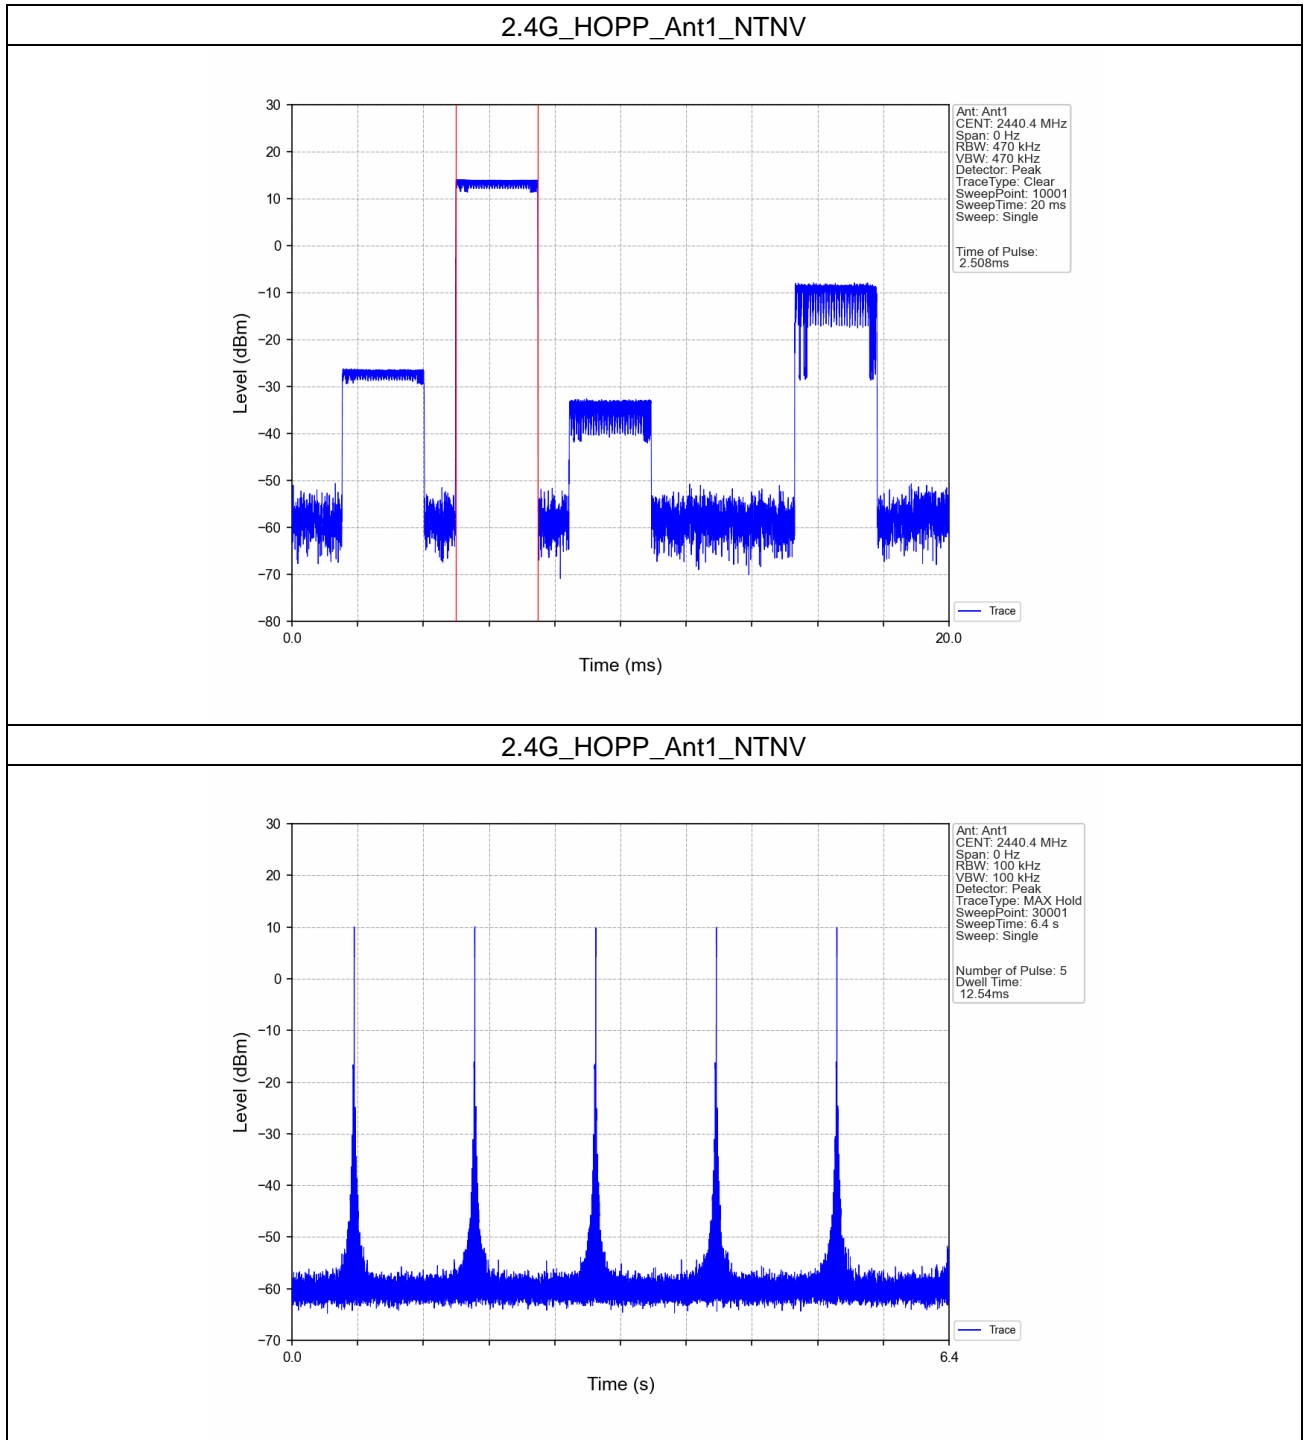 2.4G_HOPP_Ant1_NTNV
30
20
10
0
−10
−20
−30
−40
−50
−60
−70
−80
Level (dBm)
0.0
20.0
Time (ms)
Ant: Ant1
CENT: 2440.4 MHz
Span: 0 Hz
RBW: 470 kHz
VBW: 470 kHz
Detector: Peak
TraceType: Clear
SweepPoint: 10001
SweepTime: 20 ms
Sweep: Single
Time of Pulse:
2.508ms
Trace
2.4G_HOPP_Ant1_NTNV
30
20
10
0
−10
−20
−30
−40
−50
−60
−70
Level (dBm)
0.0
6.4
Time (s)
Ant: Ant1
CENT: 2440.4 MHz
Span: 0 Hz
RBW: 100 kHz
VBW: 100 kHz
Detector: Peak
TraceType: MAX Hold
SweepPoint: 30001
SweepTime: 6.4 s
Sweep: Single
Number of Pulse: 5
Dwell Time:
12.54ms
Trace